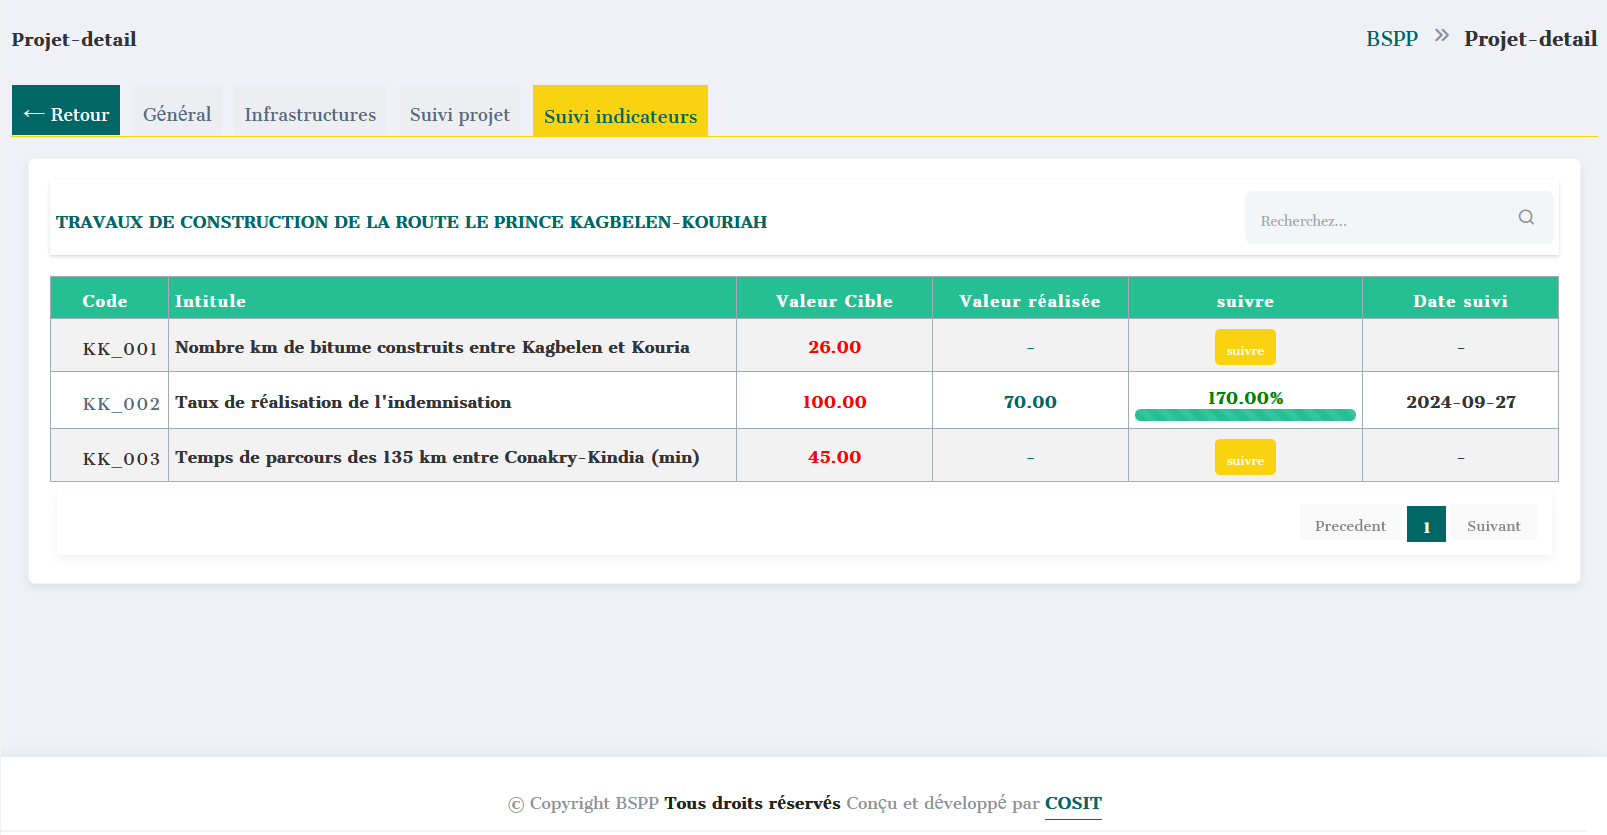 Projet-detail
BSPP » Projet-detail
← Retour Général Infrastructures Suivi projet Suivi indicateurs
TRAVAUX DE CONSTRUCTION DE LA ROUTE LE PRINCE KAGBELEN-KOURIAH
Recherchez...
Code Intitule Valeur Cible Valeur réalisée suivre Date suivi
KK_001 Nombre km de bitume construits entre Kagbelen et Kouria 26.00 - suivre -
KK_002 Taux de réalisation de l'indemnisation 100.00 70.00 170.00% 2024-09-27
KK_003 Temps de parcours des 135 km entre Conakry-Kindia (min) 45.00 - suivre -
Precedent 1 Suivant
© Copyright BSPP Tous droits réservés Conçu et développé par COSIT